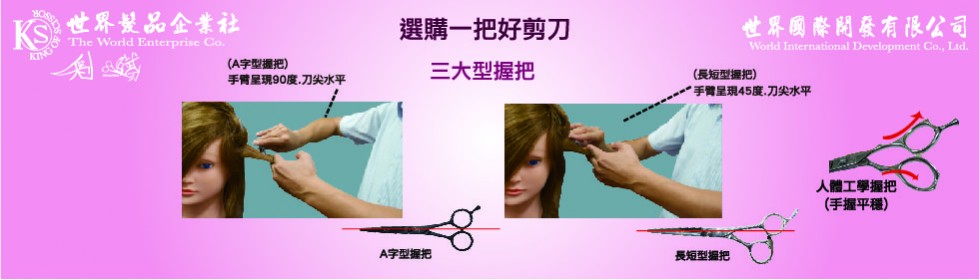 世界髮品企業社
The World Enterprise Co.
KS
KING
選購一把好剪刀
三大型握把
世界國際開發有限公司
World International Development Co., Ltd.
(A字型握把)
手臂呈現90度.刀尖水平
(長短型握把)
手臂呈現45度.刀尖水平
A字型握把
長短型握把
人體工學握把
(手握平穩)